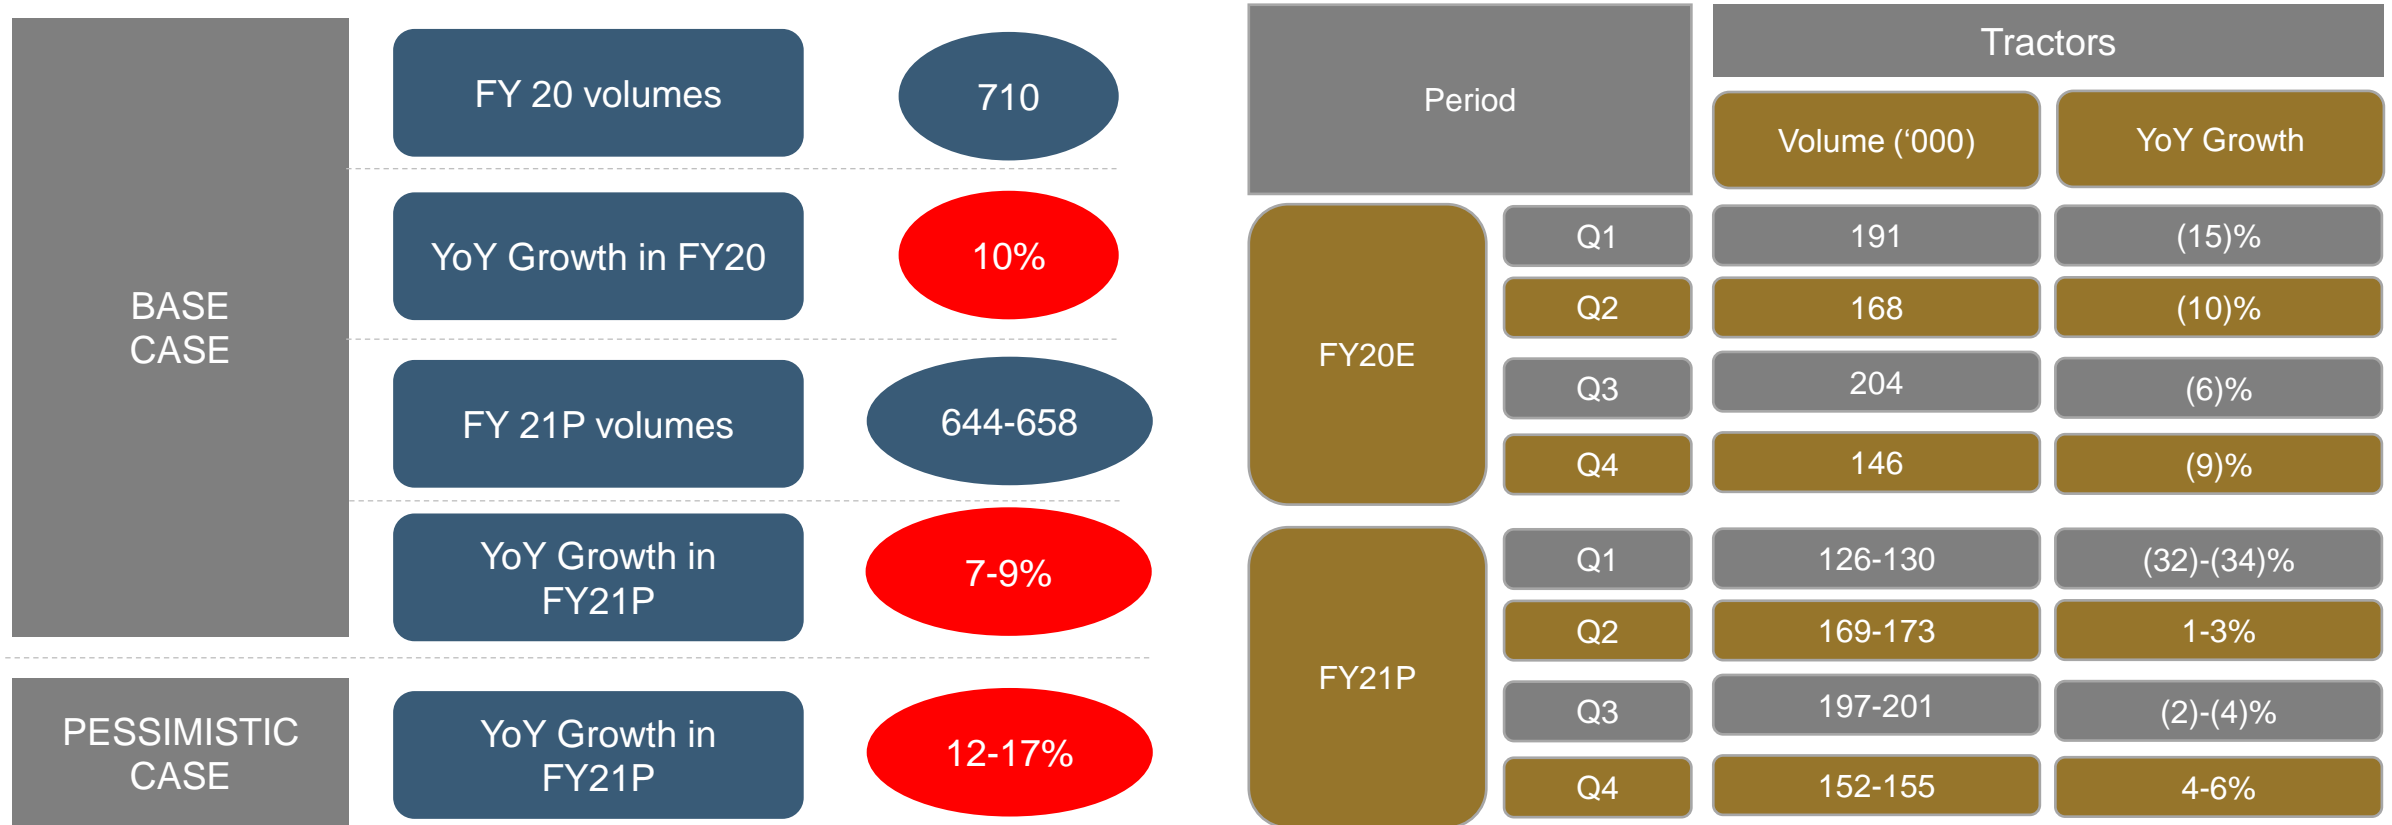 BASE
CASE
FY 20 volumes
710
YoY Growth in FY20
10%
FY 21P volumes
644-658
YoY Growth in
FY21P
7-9%
PESSIMISTIC
CASE
YoY Growth in
FY21P
12-17%
Period
Tractors
Volume (‘000)
YoY Growth
FY20E
Q1
191
(15)%
Q2
168
(10)%
Q3
204
(6)%
Q4
146
(9)%
FY21P
Q1
126-130
(32)-(34)%
Q2
169-173
1-3%
Q3
197-201
(2)-(4)%
Q4
152-155
4-6%